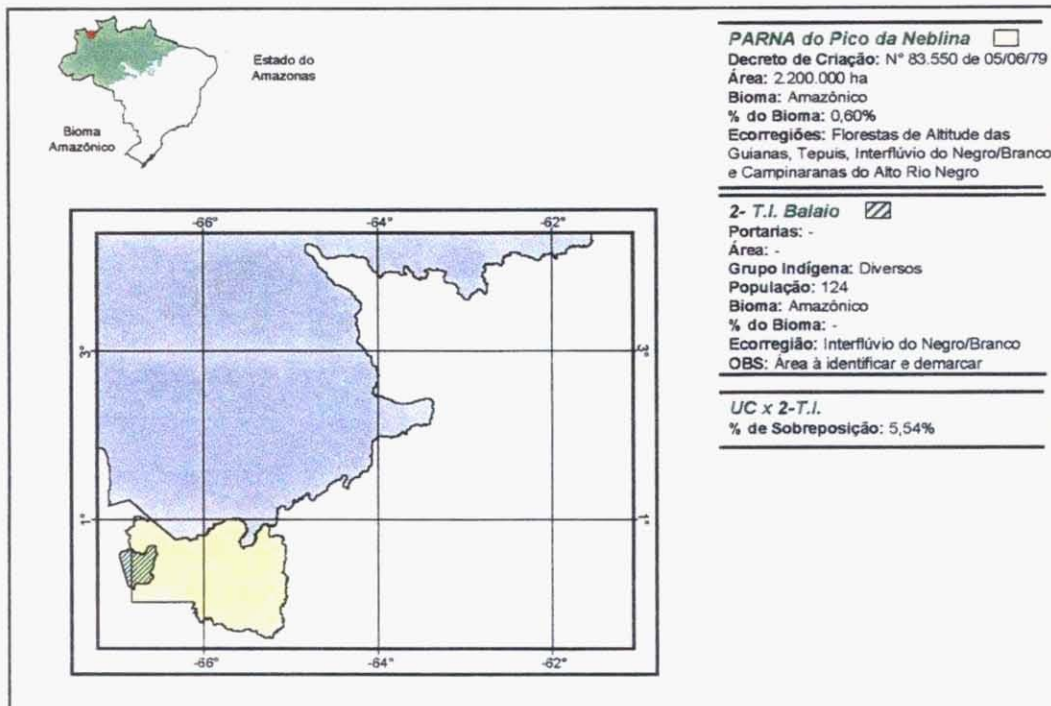 Estado do
Amazonas
Bioma
Amazônico
PARNA do Pico da Neblina
Decreto de Criação: N° 83.550 de 05/06/79
Área: 2.200.000 ha
Bioma: Amazônico
% do Bioma: 0,60%
Ecorregiões: Florestas de Altitude das
Guianas, Tepuis, Interflúvio do Negro/Branco
e Campinaranas do Alto Rio Negro
2- T.I. Balaio
Portarias: -
Área: -
Grupo Indígena: Diversos
População: 124
Bioma: Amazônico
% do Bioma: -
Ecorregião: Interflúvio do Negro/Branco
OBS: Área à identificar e demarcar
UC x 2-T.I.
% de Sobreposição: 5,54%
-66° -64° -62°
3° 3°
1° 1°
-66° -64° -62°